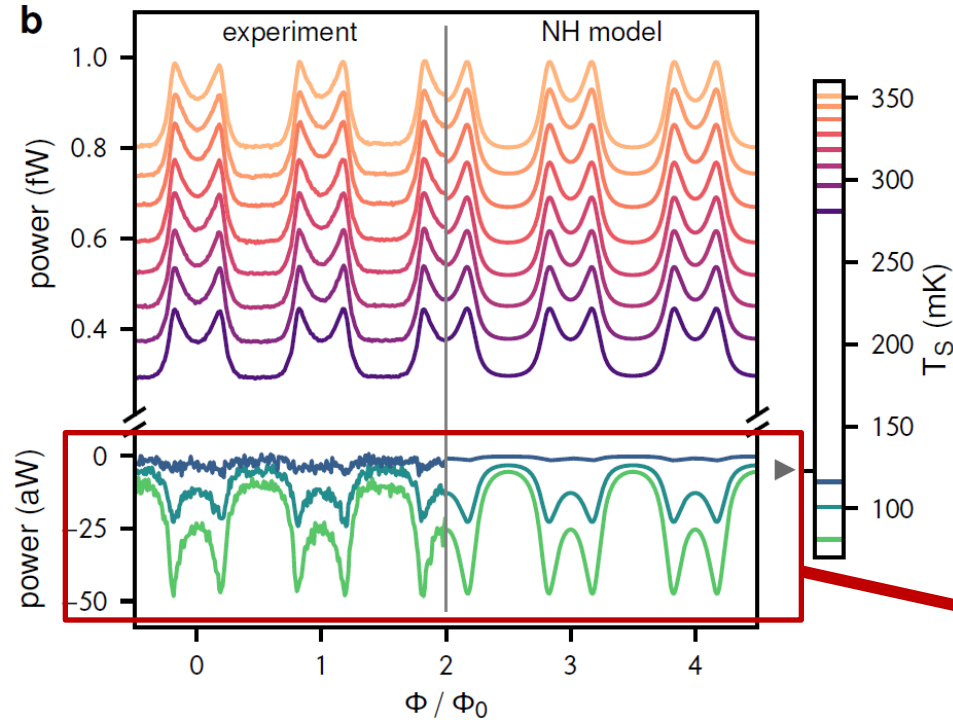 b
experiment NH model
1.0
0.8
0.6
0.4
power (fW)
0
−25
−50
power (aW)
0 1 2 3 4
Φ / Φ₀
350
300
250
200
150
100
T_S (mK)